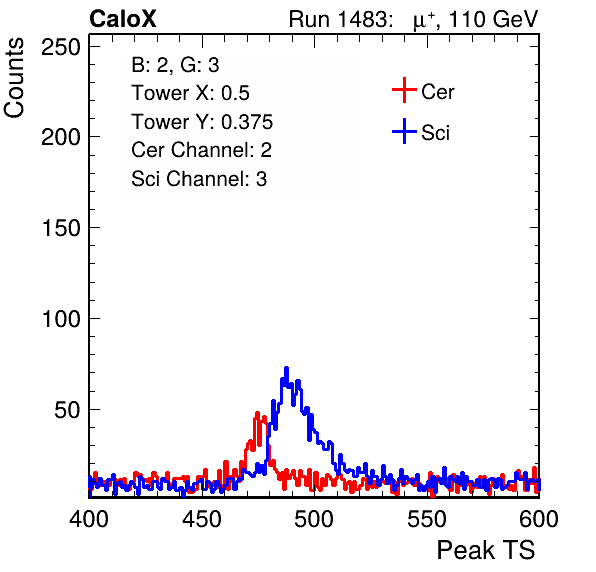 CaloX Run 1483: μ⁺, 110 GeV
Counts
B: 2, G: 3
Tower X: 0.5
Tower Y: 0.375
Cer Channel: 2
Sci Channel: 3
Cer
Sci
250
200
150
100
50
400 450 500 550 600
Peak TS